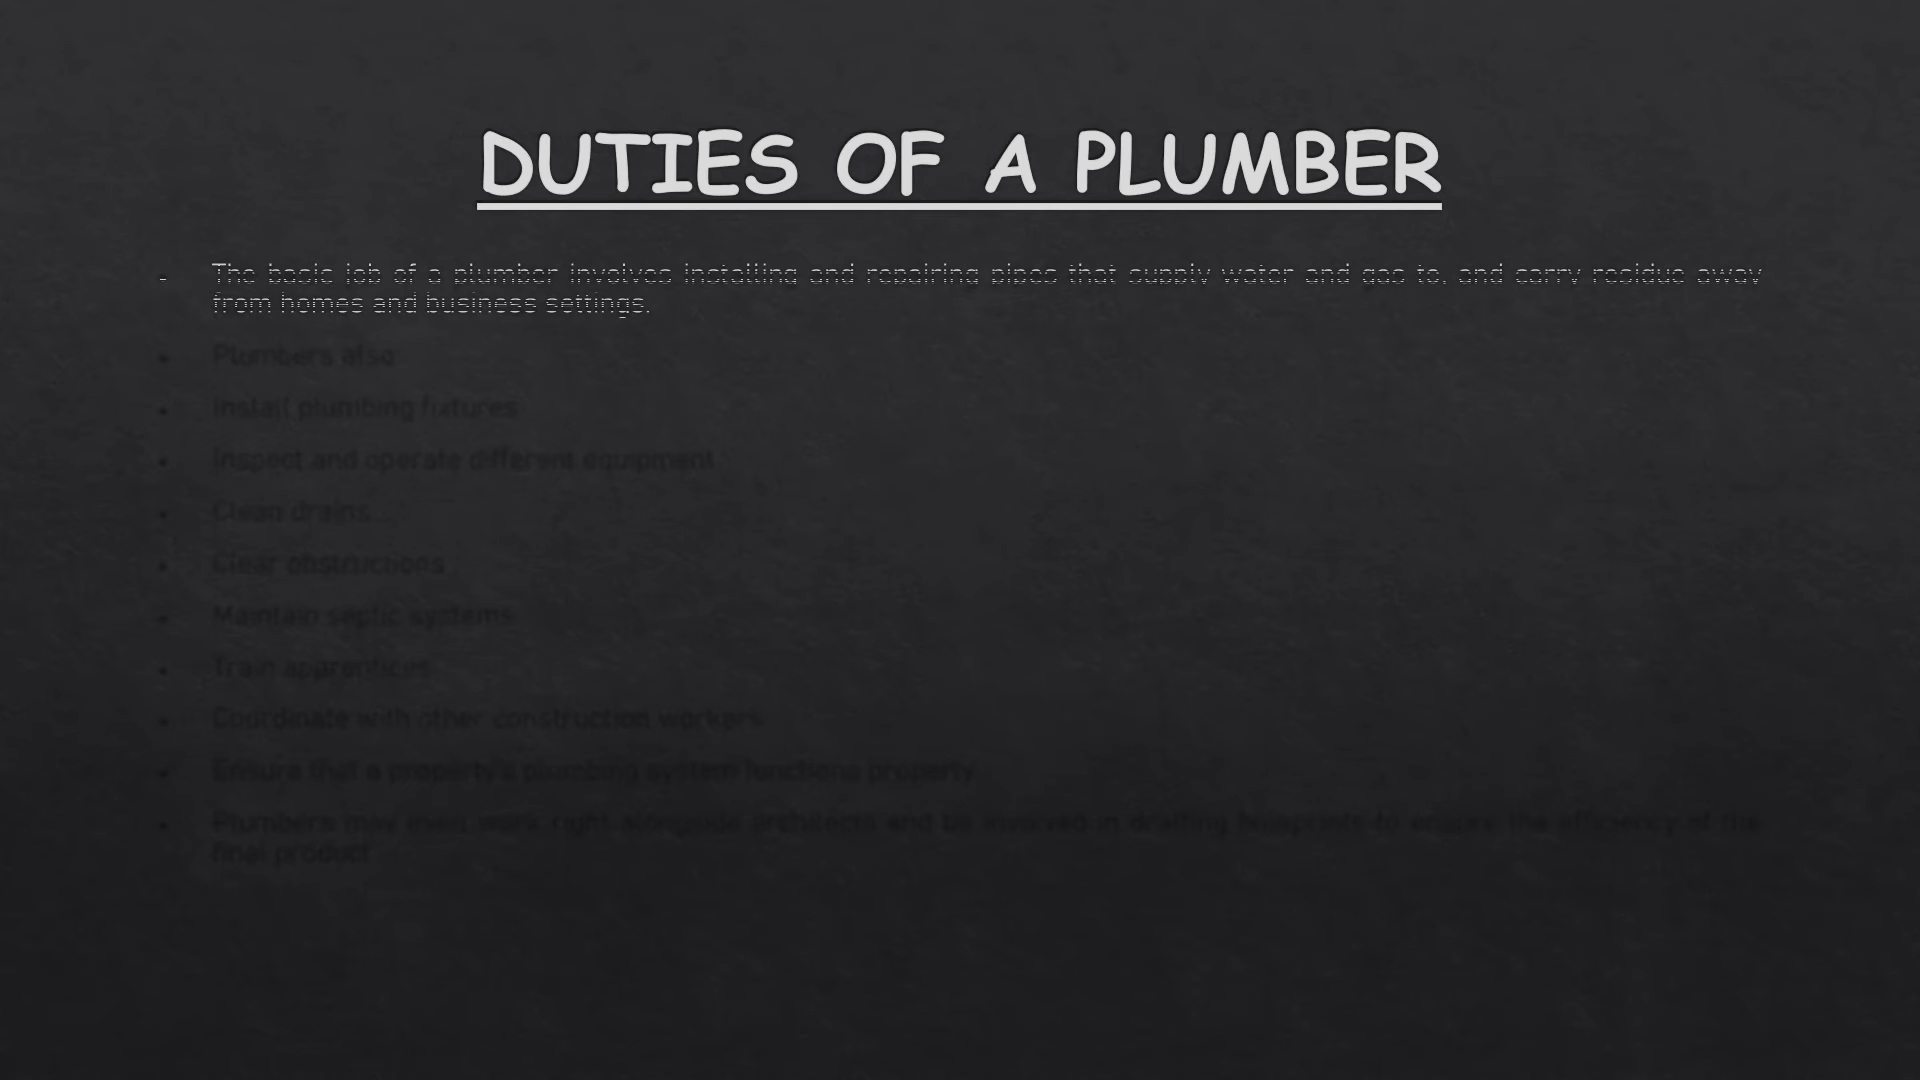 DUTIES OF A PLUMBER
- The basic job of a plumber involves installing and repairing pipes that supply water and gas to, and carry residue away
from homes and business settings.
• Plumbers also
• Install plumbing fixtures
• Inspect and operate different equipment
• Clean drains
• Clear obstructions
• Maintain septic systems
• Train apprentices
• Coordinate with other construction workers
• Ensure that a property's plumbing system functions properly
• Plumbers may even work right alongside architects and be involved in drafting blueprints to ensure the efficiency of the
final product